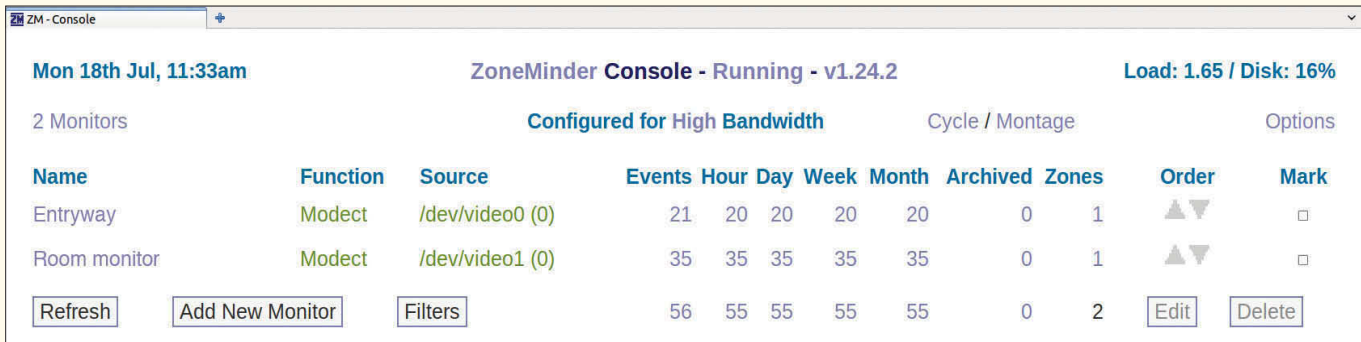 ZM ZM - Console
Mon 18th Jul, 11:33am ZoneMinder Console - Running - v1.24.2 Load: 1.65 / Disk: 16%
2 Monitors Configured for High Bandwidth Cycle / Montage Options
Name Function Source Events Hour Day Week Month Archived Zones Order Mark
Entryway Modect /dev/video0 (0) 21 20 20 20 20 0 1
Room monitor Modect /dev/video1 (0) 35 35 35 35 35 0 1
Refresh Add New Monitor Filters 56 55 55 55 55 0 2 Edit Delete